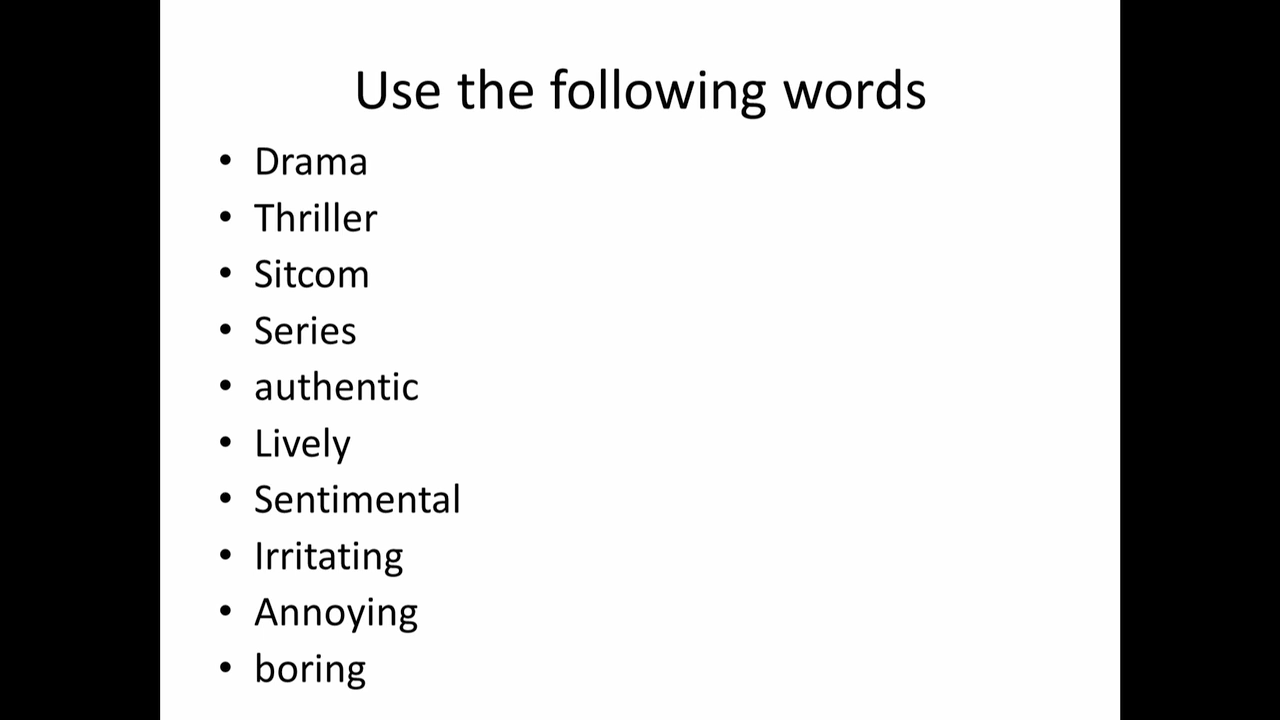 Use the following words
• Drama
• Thriller
• Sitcom
• Series
• authentic
• Lively
• Sentimental
• Irritating
• Annoying
• boring